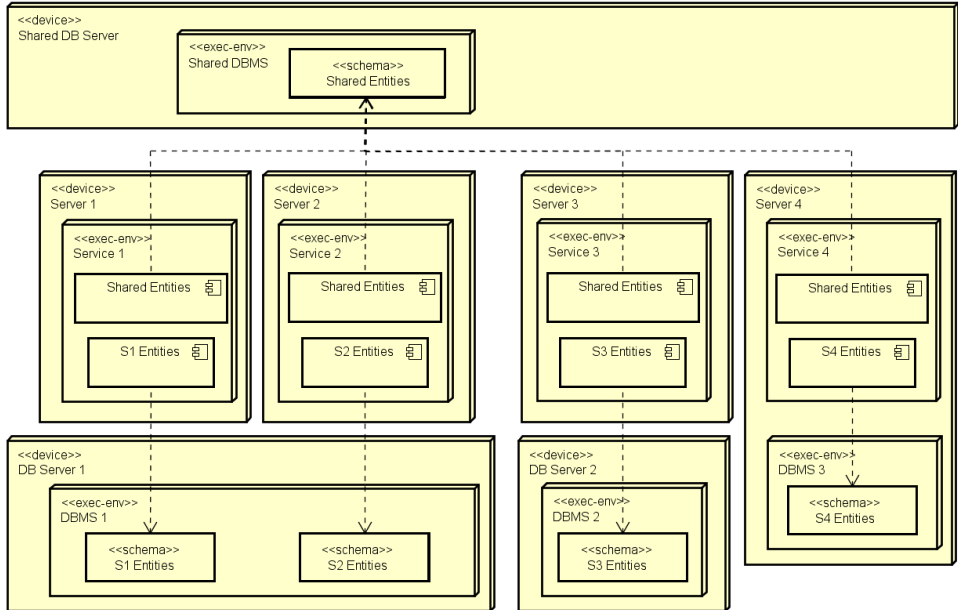 <<device>>
Shared DB Server
<<exec-env>>
Shared DBMS
<<schema>>
Shared Entities
<<device>>
Server 1
<<exec-env>>
Service 1
Shared Entities
S1 Entities
<<device>>
Server 2
<<exec-env>>
Service 2
Shared Entities
S2 Entities
<<device>>
Server 3
<<exec-env>>
Service 3
Shared Entities
S3 Entities
<<device>>
Server 4
<<exec-env>>
Service 4
Shared Entities
S4 Entities
<<exec-env>>
DBMS 3
<<schema>>
S4 Entities
<<device>>
DB Server 1
<<exec-env>>
DBMS 1
<<schema>>
S1 Entities
<<schema>>
S2 Entities
<<device>>
DB Server 2
<<exec-env>>
DBMS 2
<<schema>>
S3 Entities